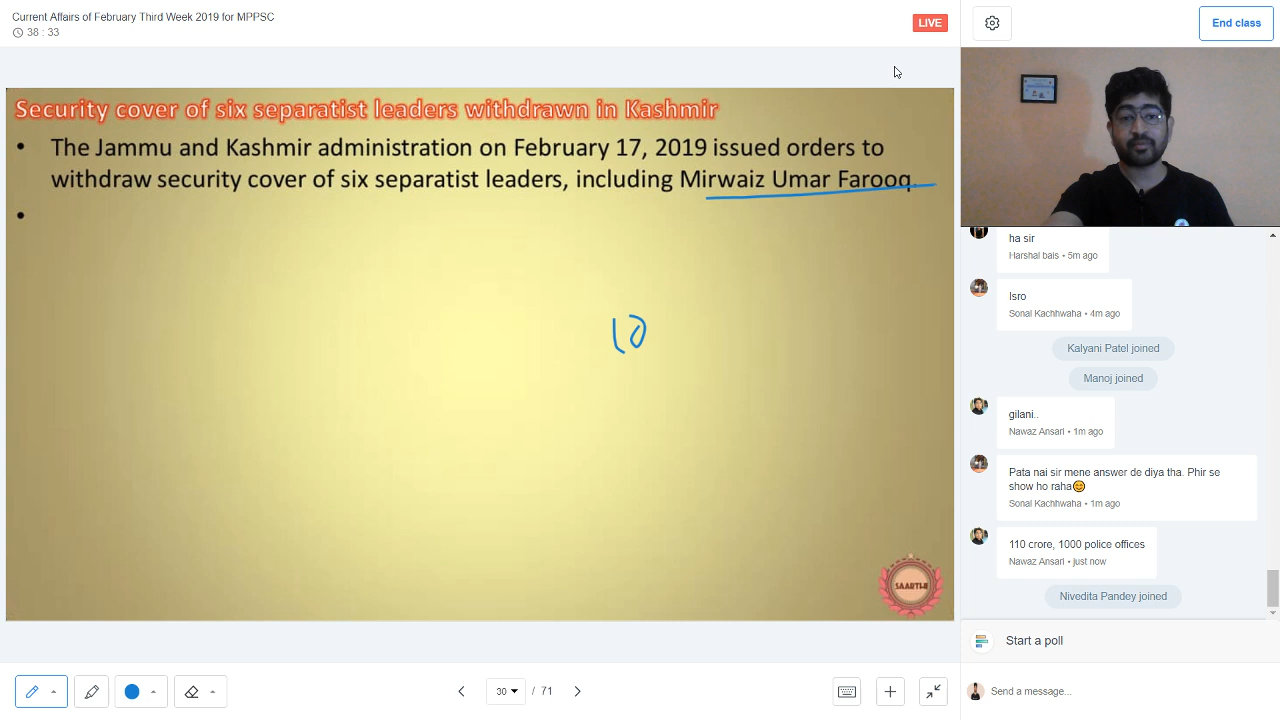 Current Affairs of February Third Week 2019 for MPPSC
38 : 33
LIVE
End class
Security cover of six separatist leaders withdrawn in Kashmir
• The Jammu and Kashmir administration on February 17, 2019 issued orders to
withdraw security cover of six separatist leaders, including Mirwaiz Umar Farooq.
•
10
SAARTHI
ha sir
Harshal bais • 5m ago
Isro
Sonal Kachhwaha • 4m ago
Kalyani Patel joined
Manoj joined
gilani..
Nawaz Ansari • 1m ago
Pata nai sir mene answer de diya tha. Phir se
show ho raha😊
Sonal Kachhwaha • 1m ago
110 crore, 1000 police offices
Nawaz Ansari • just now
Nivedita Pandey joined
Start a poll
Send a message...
30 / 71